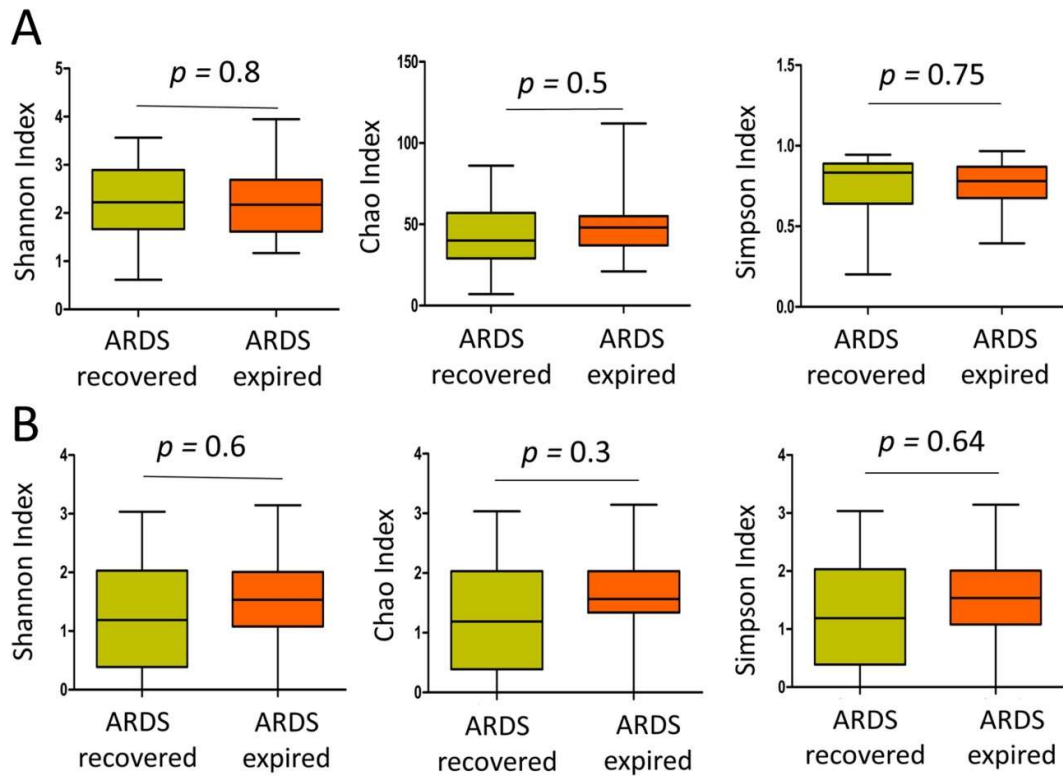 A
p = 0.8
p = 0.5
p = 0.75
Shannon Index
5
4
3
2
1
0
Chao Index
150
100
50
0
Simpson Index
1.5
1.0
0.5
0.0
ARDS recovered
ARDS expired
ARDS recovered
ARDS expired
ARDS recovered
ARDS expired
B
p = 0.6
p = 0.3
p = 0.64
Shannon Index
4
3
2
1
0
Chao Index
4
3
2
1
0
Simpson Index
4
3
2
1
0
ARDS recovered
ARDS expired
ARDS recovered
ARDS expired
ARDS recovered
ARDS expired